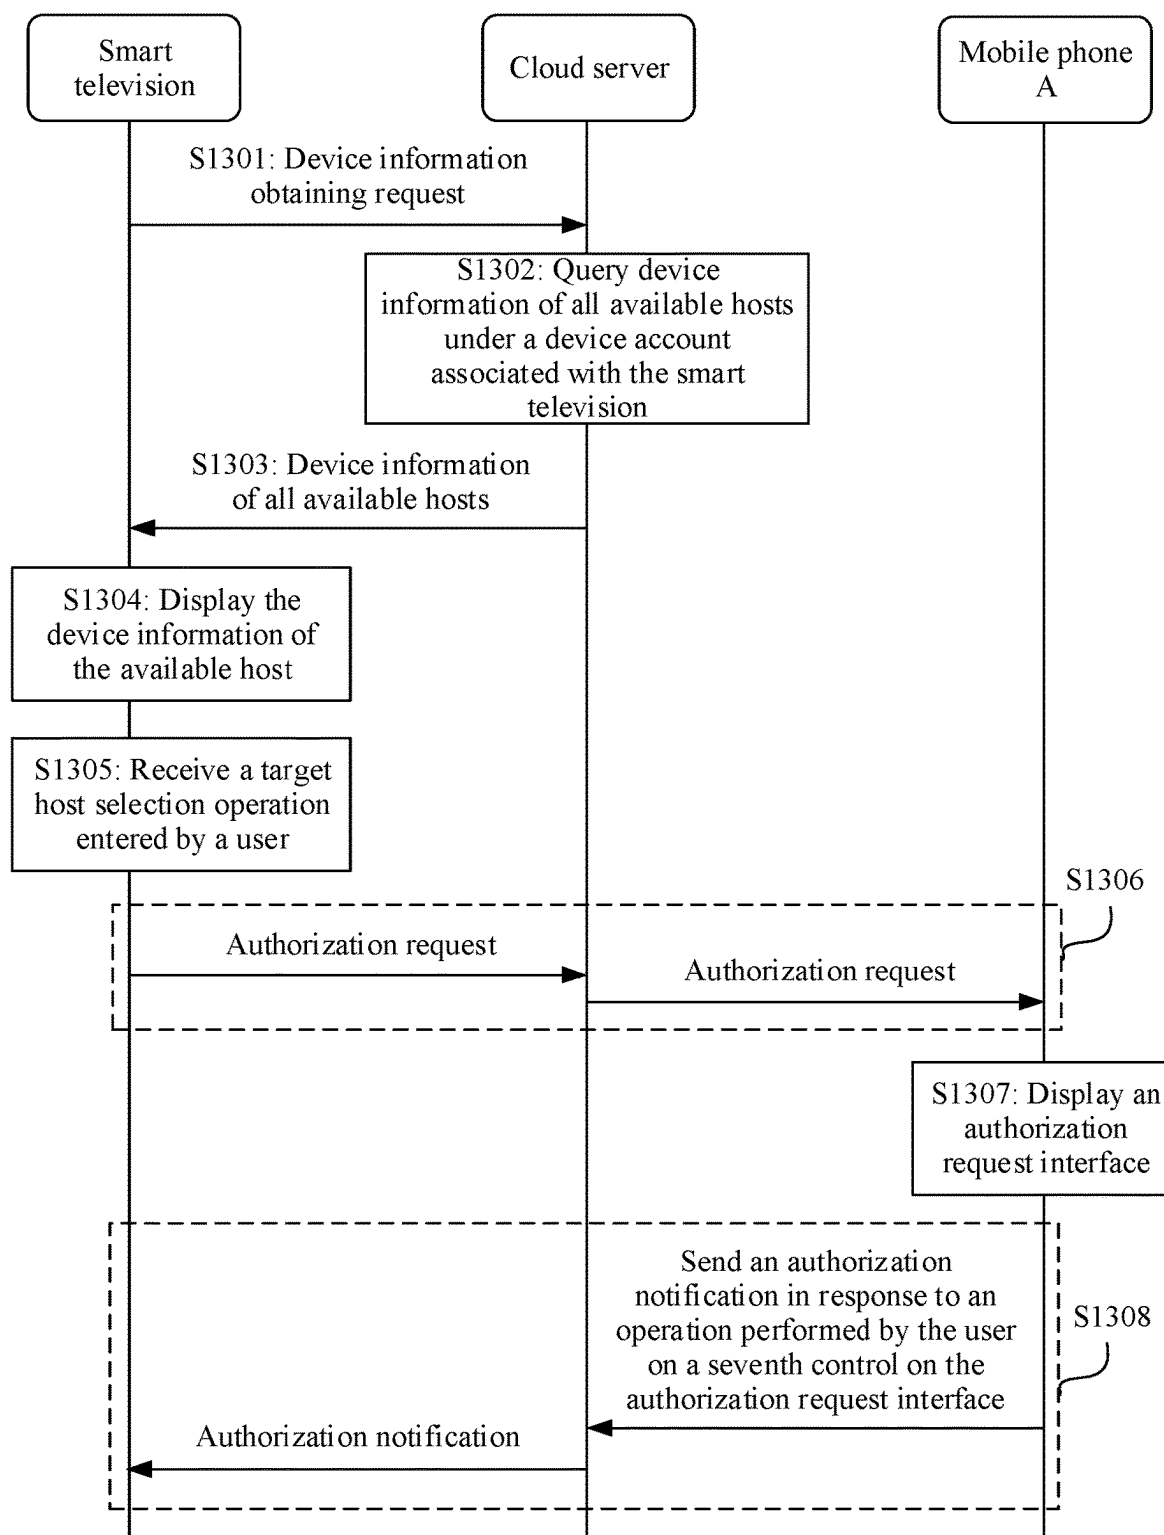 Smart
television
Cloud server
Mobile phone
A
S1301: Device information
obtaining request
S1302: Query device
information of all available hosts
under a device account
associated with the smart
television
S1303: Device information
of all available hosts
S1304: Display the
device information of
the available host
S1305: Receive a target
host selection operation
entered by a user
S1306
Authorization request
Authorization request
S1307: Display an
authorization
request interface
Send an authorization
notification in response to an
operation performed by the user
on a seventh control on the
authorization request interface
S1308
Authorization notification